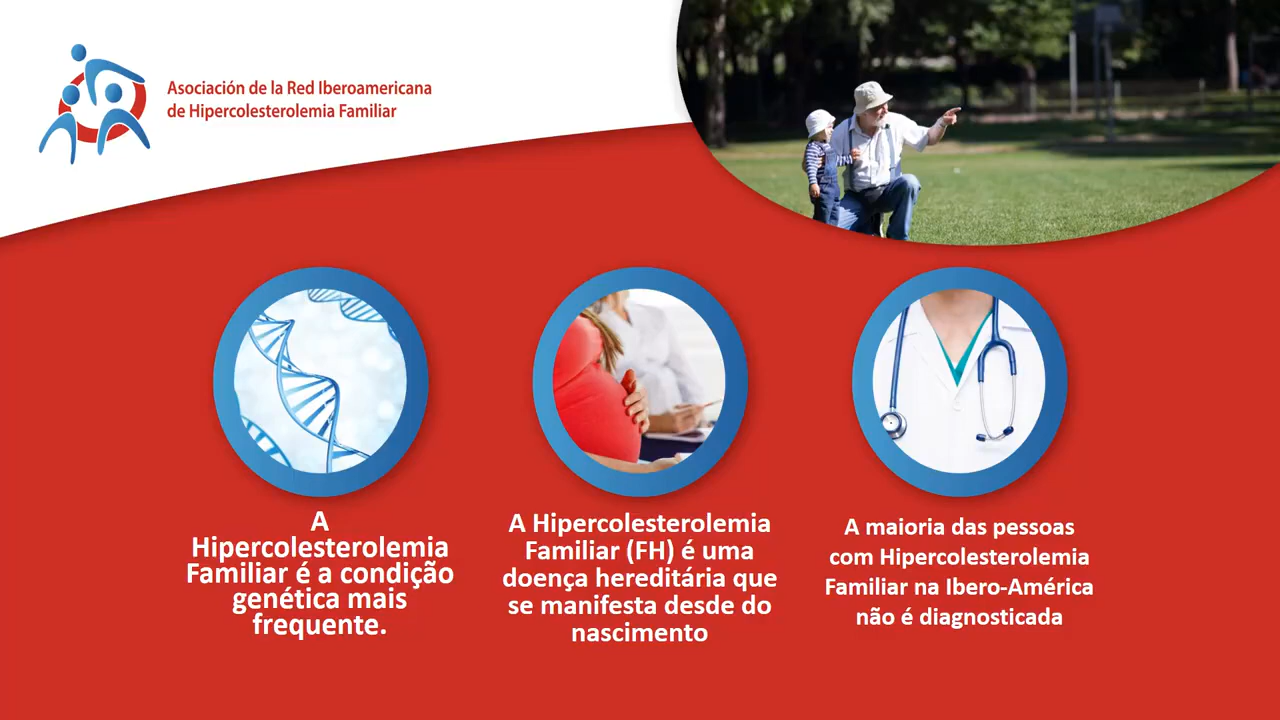 Asociación de la Red Iberoamericana
de Hipercolesterolemia Familiar
A
Hipercolesterolemia
Familiar é a condição
genética mais
frequente.
A Hipercolesterolemia
Familiar (FH) é uma
doença hereditária que
se manifesta desde do
nascimento
A maioria das pessoas
com Hipercolesterolemia
Familiar na Ibero-América
não é diagnosticada